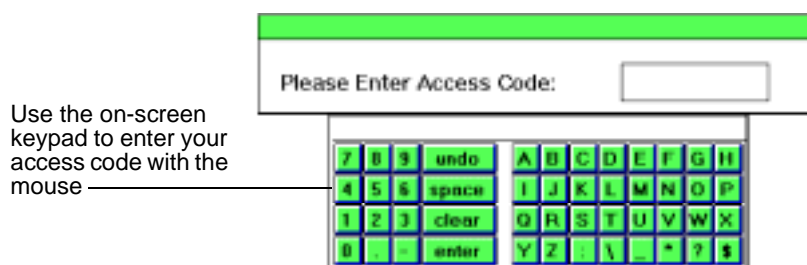 Please Enter Access Code:
Use the on-screen
keypad to enter your
access code with the
mouse
7 8 9 undo A B C D E F G H
4 5 6 space I J K L M N O P
1 2 3 clear Q R S T U V W X
0 . - enter Y Z : \ _ * ? $